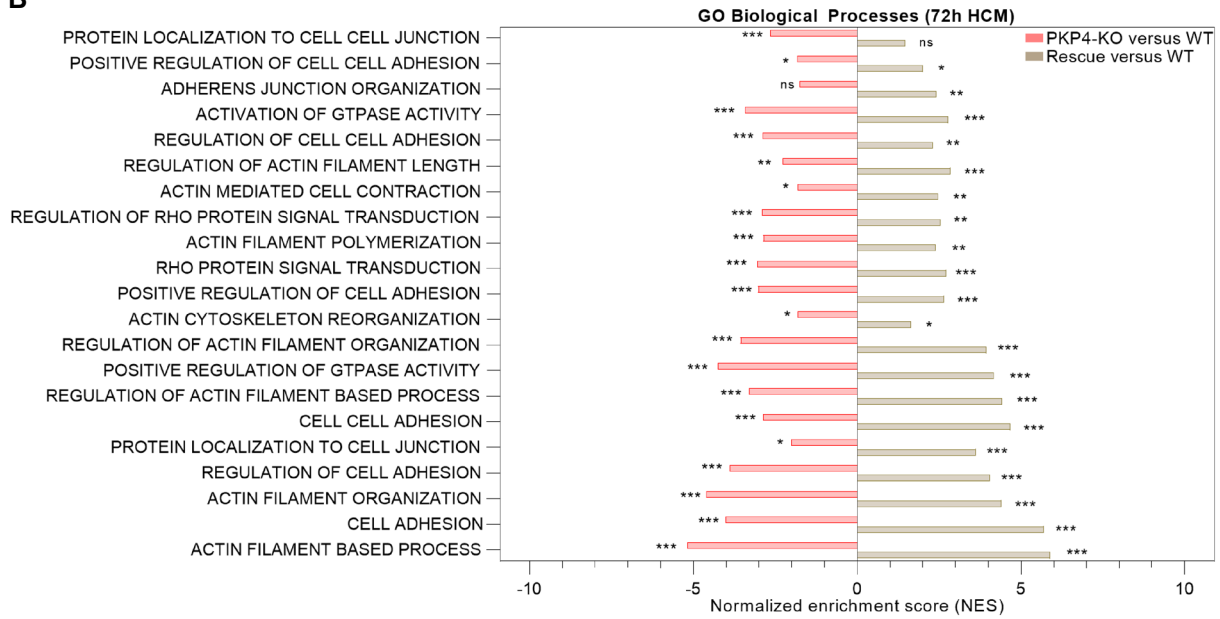 B
GO Biological Processes (72h HCM)
PKP4-KO versus WT
Rescue versus WT
PROTEIN LOCALIZATION TO CELL CELL JUNCTION
*** ns
POSITIVE REGULATION OF CELL CELL ADHESION
* *
ADHERENS JUNCTION ORGANIZATION
ns **
ACTIVATION OF GTPASE ACTIVITY
*** ***
REGULATION OF CELL CELL ADHESION
*** **
REGULATION OF ACTIN FILAMENT LENGTH
** ***
ACTIN MEDIATED CELL CONTRACTION
* **
REGULATION OF RHO PROTEIN SIGNAL TRANSDUCTION
*** **
ACTIN FILAMENT POLYMERIZATION
*** **
RHO PROTEIN SIGNAL TRANSDUCTION
*** ***
POSITIVE REGULATION OF CELL ADHESION
*** ***
ACTIN CYTOSKELETON REORGANIZATION
* *
REGULATION OF ACTIN FILAMENT ORGANIZATION
*** ***
POSITIVE REGULATION OF GTPASE ACTIVITY
*** ***
REGULATION OF ACTIN FILAMENT BASED PROCESS
*** ***
CELL CELL ADHESION
*** ***
PROTEIN LOCALIZATION TO CELL JUNCTION
* ***
REGULATION OF CELL ADHESION
*** ***
ACTIN FILAMENT ORGANIZATION
*** ***
CELL ADHESION
*** ***
ACTIN FILAMENT BASED PROCESS
*** ***
-10 -5 0 5 10
Normalized enrichment score (NES)